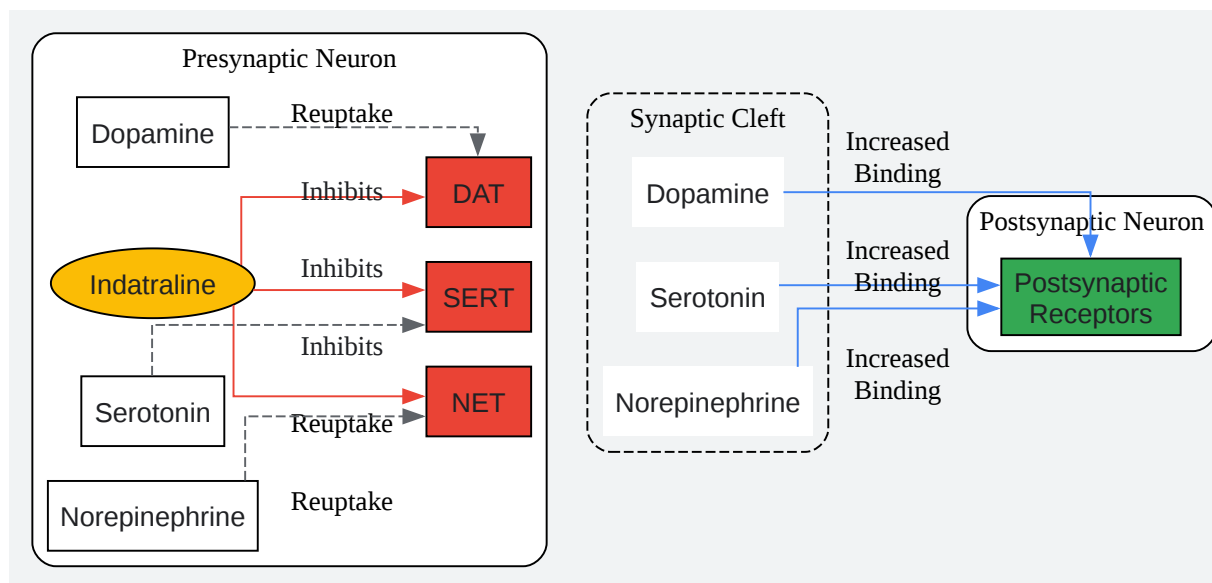 Presynaptic Neuron
Dopamine
Reuptake
Inhibits
DAT
Indatraline
Inhibits
SERT
Inhibits
Serotonin
NET
Reuptake
Norepinephrine
Reuptake
Synaptic Cleft
Dopamine
Increased
Binding
Serotonin
Increased
Binding
Norepinephrine
Increased
Binding
Postsynaptic Neuron
Postsynaptic
Receptors